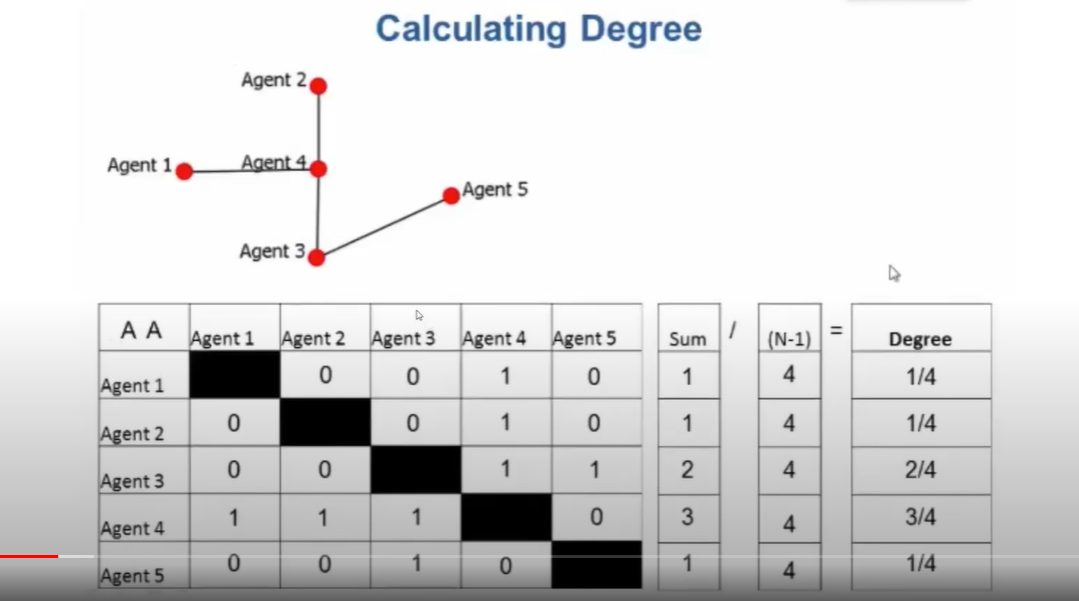 Calculating Degree
Agent 2
Agent 1
Agent 4
Agent 5
Agent 3
A A Agent 1 Agent 2 Agent 3 Agent 4 Agent 5 Sum / (N-1) = Degree
Agent 1 0 0 1 0 1 4 1/4
Agent 2 0 0 1 0 1 4 1/4
Agent 3 0 0 1 1 2 4 2/4
Agent 4 1 1 1 0 3 4 3/4
Agent 5 0 0 1 0 1 4 1/4